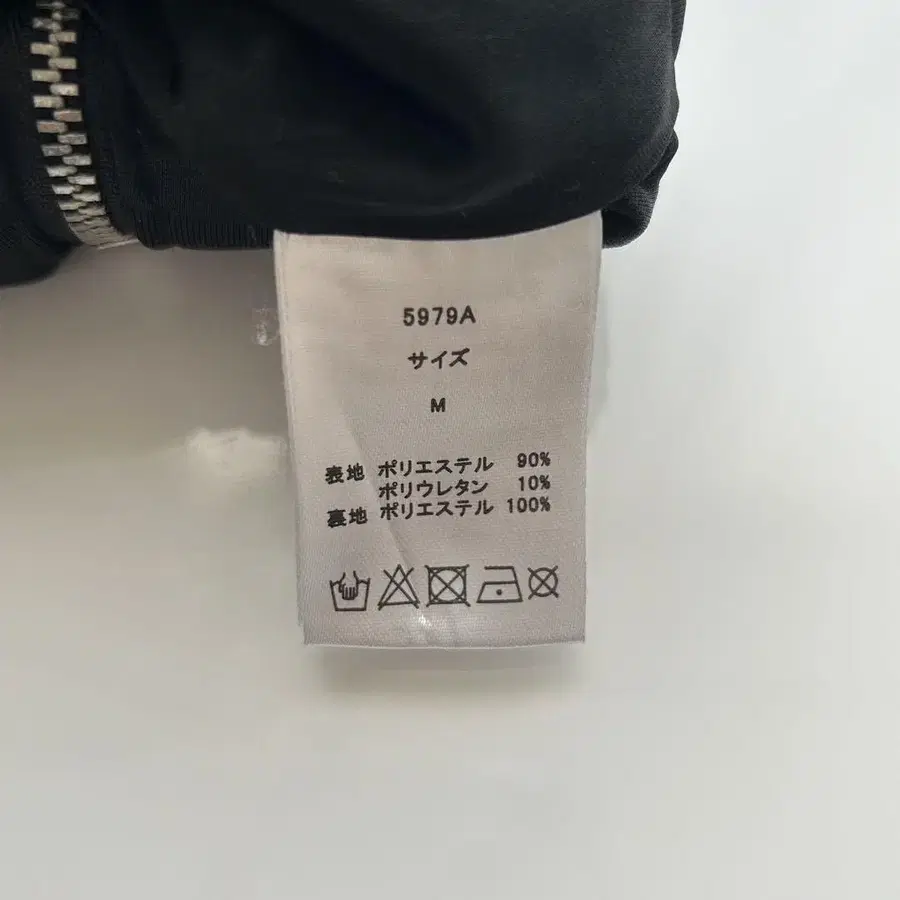 5979A
サイズ
M
表地 ポリエステル 90%
ポリウレタン 10%
裏地 ポリエステル 100%